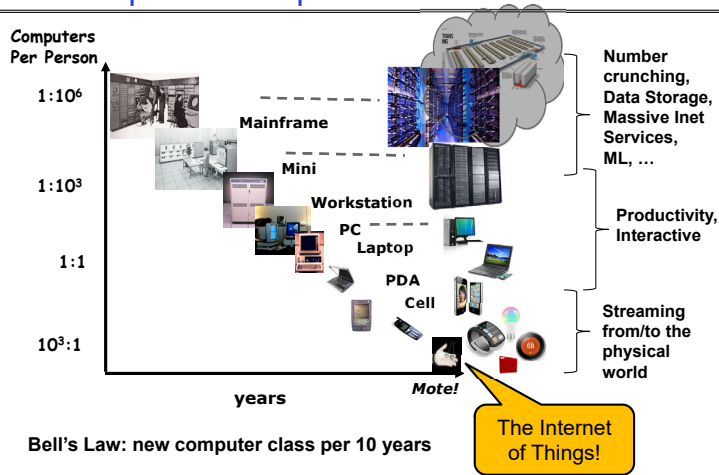 Computers
Per Person
1:10⁶
1:10³
1:1
10³:1
Mainframe
Mini
Workstation
PC
Laptop
PDA
Cell
Mote!
years
Number
crunching,
Data Storage,
Massive Inet
Services,
ML, …
Productivity,
Interactive
Streaming
from/to the
physical
world
The Internet
of Things!
Bell's Law: new computer class per 10 years